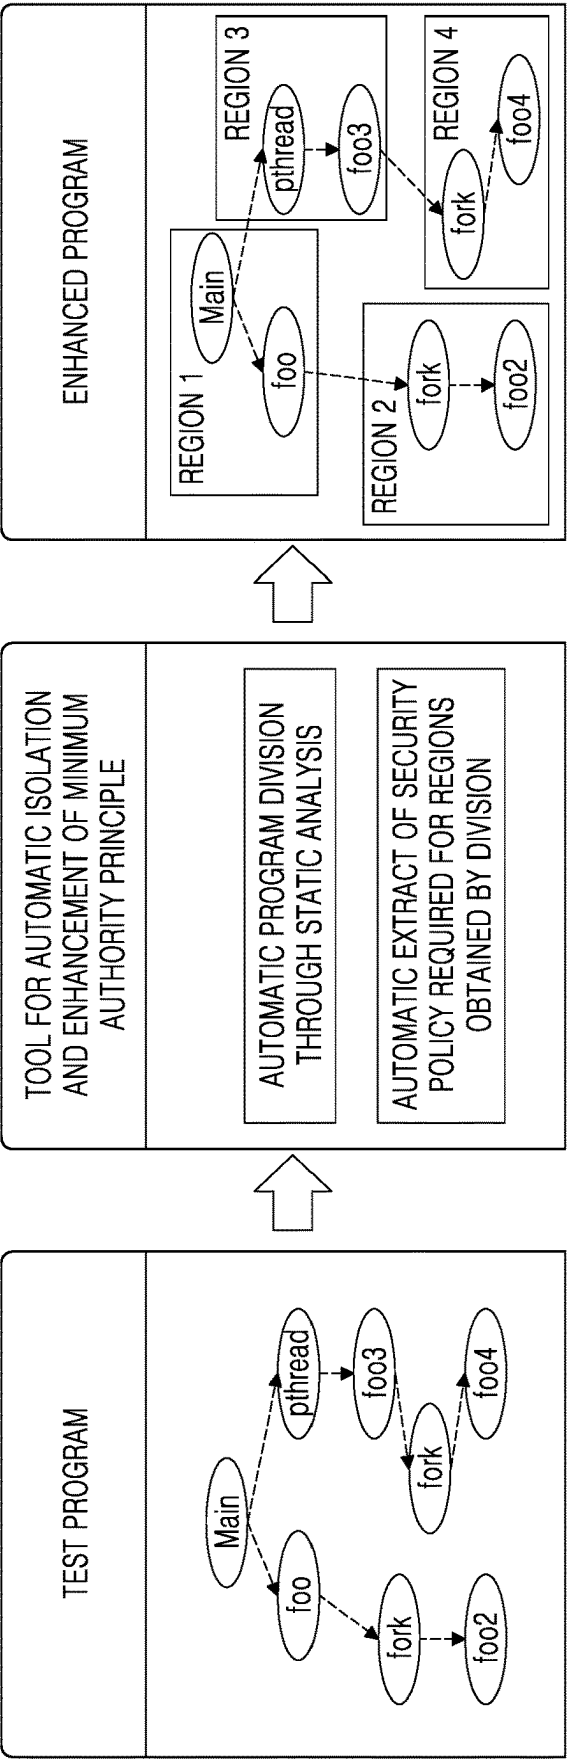 TEST PROGRAM
Main
foo
pthread
foo3
fork
fork
foo2
foo4
TOOL FOR AUTOMATIC ISOLATION
AND ENHANCEMENT OF MINIMUM
AUTHORITY PRINCIPLE
AUTOMATIC PROGRAM DIVISION
THROUGH STATIC ANALYSIS
AUTOMATIC EXTRACT OF SECURITY
POLICY REQUIRED FOR REGIONS
OBTAINED BY DIVISION
ENHANCED PROGRAM
REGION 1
Main
foo
REGION 3
pthread
foo3
REGION 2
fork
foo2
REGION 4
fork
foo4